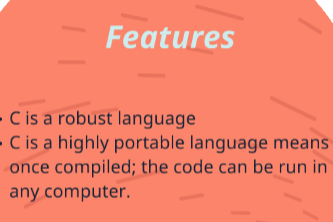 Features
• C is a robust language
• C is a highly portable language means
once compiled; the code can be run in
any computer.